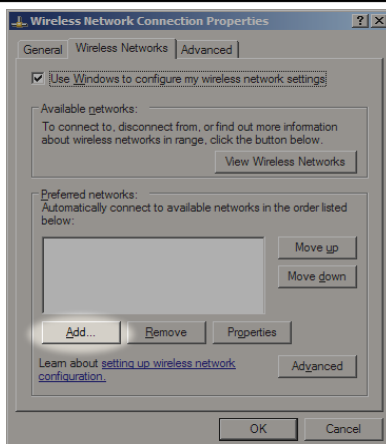 Wireless Network Connection Properties
General Wireless Networks Advanced
Use Windows to configure my wireless network settings
Available networks:
To connect to, disconnect from, or find out more information
about wireless networks in range, click the button below.
View Wireless Networks
Preferred networks:
Automatically connect to available networks in the order listed
below:
Move up
Move down
Add... Remove Properties
Learn about setting up wireless network
configuration.
Advanced
OK Cancel